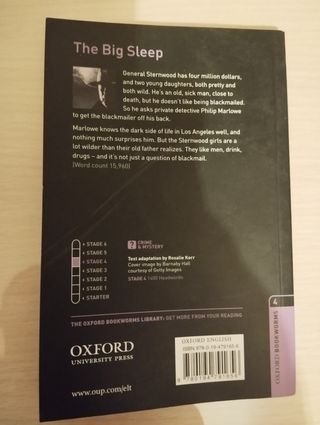 The Big Sleep
General Sternwood has four million dollars,
and two young daughters, both pretty and
both wild. He's an old, sick man, close to
death, but he doesn't like being blackmailed.
So he asks private detective Philip Marlowe
to get the blackmailer off his back.
Marlowe knows the dark side of life in Los Angeles well, and
nothing much surprises him. But the Sternwood girls are
a lot wilder than their old father realizes. They like men, drink,
drugs – and it's not just a question of blackmail.
[Word count 15,960]
STAGE 6
STAGE 5
STAGE 4
STAGE 3
STAGE 2
STAGE 1
STARTER
CRIME
& MYSTERY
Text adaptation by Rosalie Kerr
Cover image by Barnaby Hall
courtesy of Getty Images
STAGE 4 1400 Headwords
THE OXFORD BOOKWORMS LIBRARY: GET MORE FROM YOUR READING
OXFORD
UNIVERSITY PRESS
www.oup.com/elt
OXFORD ENGLISH
OXFORD BOOKWORMS
4